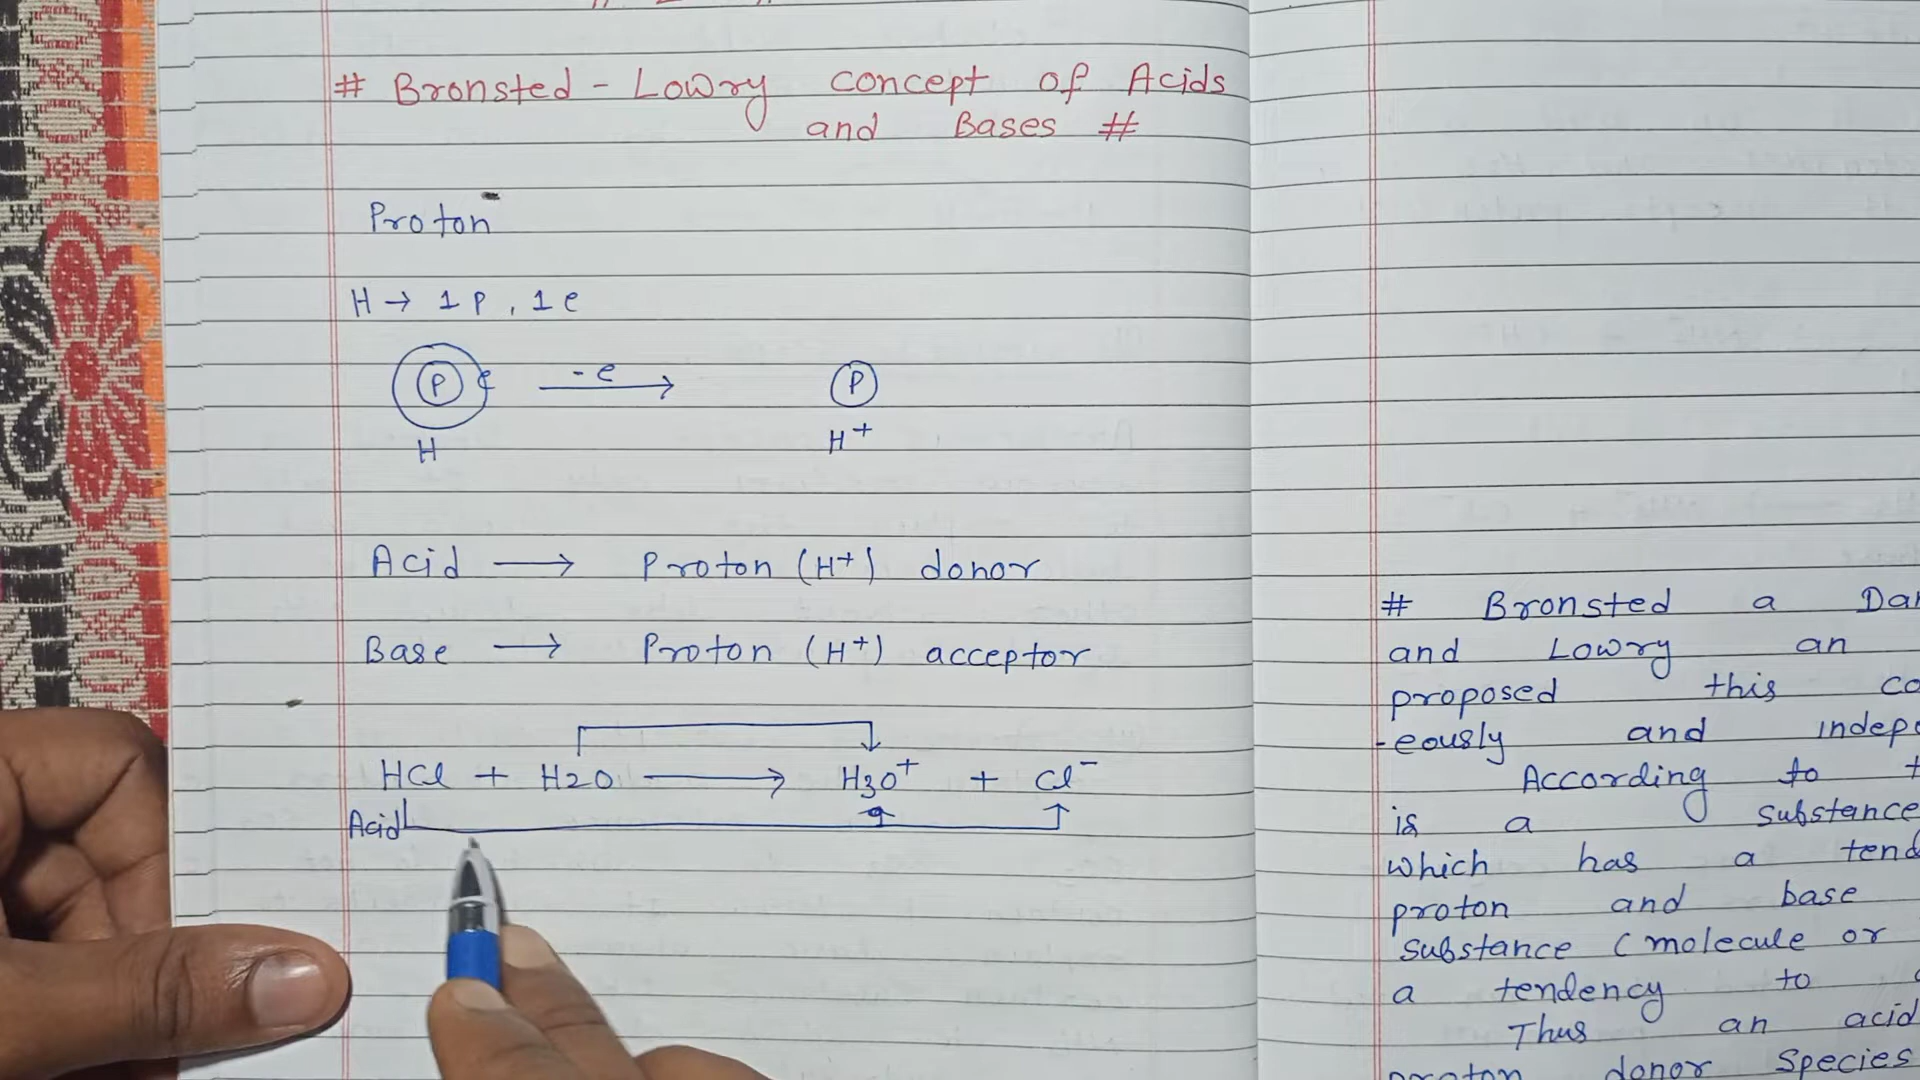 # Bronsted - Lowry concept of Acids
and Bases #
Proton
H → 1 P , 1 e
P e - e → P
H H+
Acid → Proton (H+) donor
Base → Proton (H+) acceptor
HCl + H2O → H3O+ + Cl-
Acid
# Bronsted a
and Lowry an
proposed this
-eously and
According to
is a substance
which has a
proton and base
substance (molecule or
a tendency to
Thus an acid
proton donor species